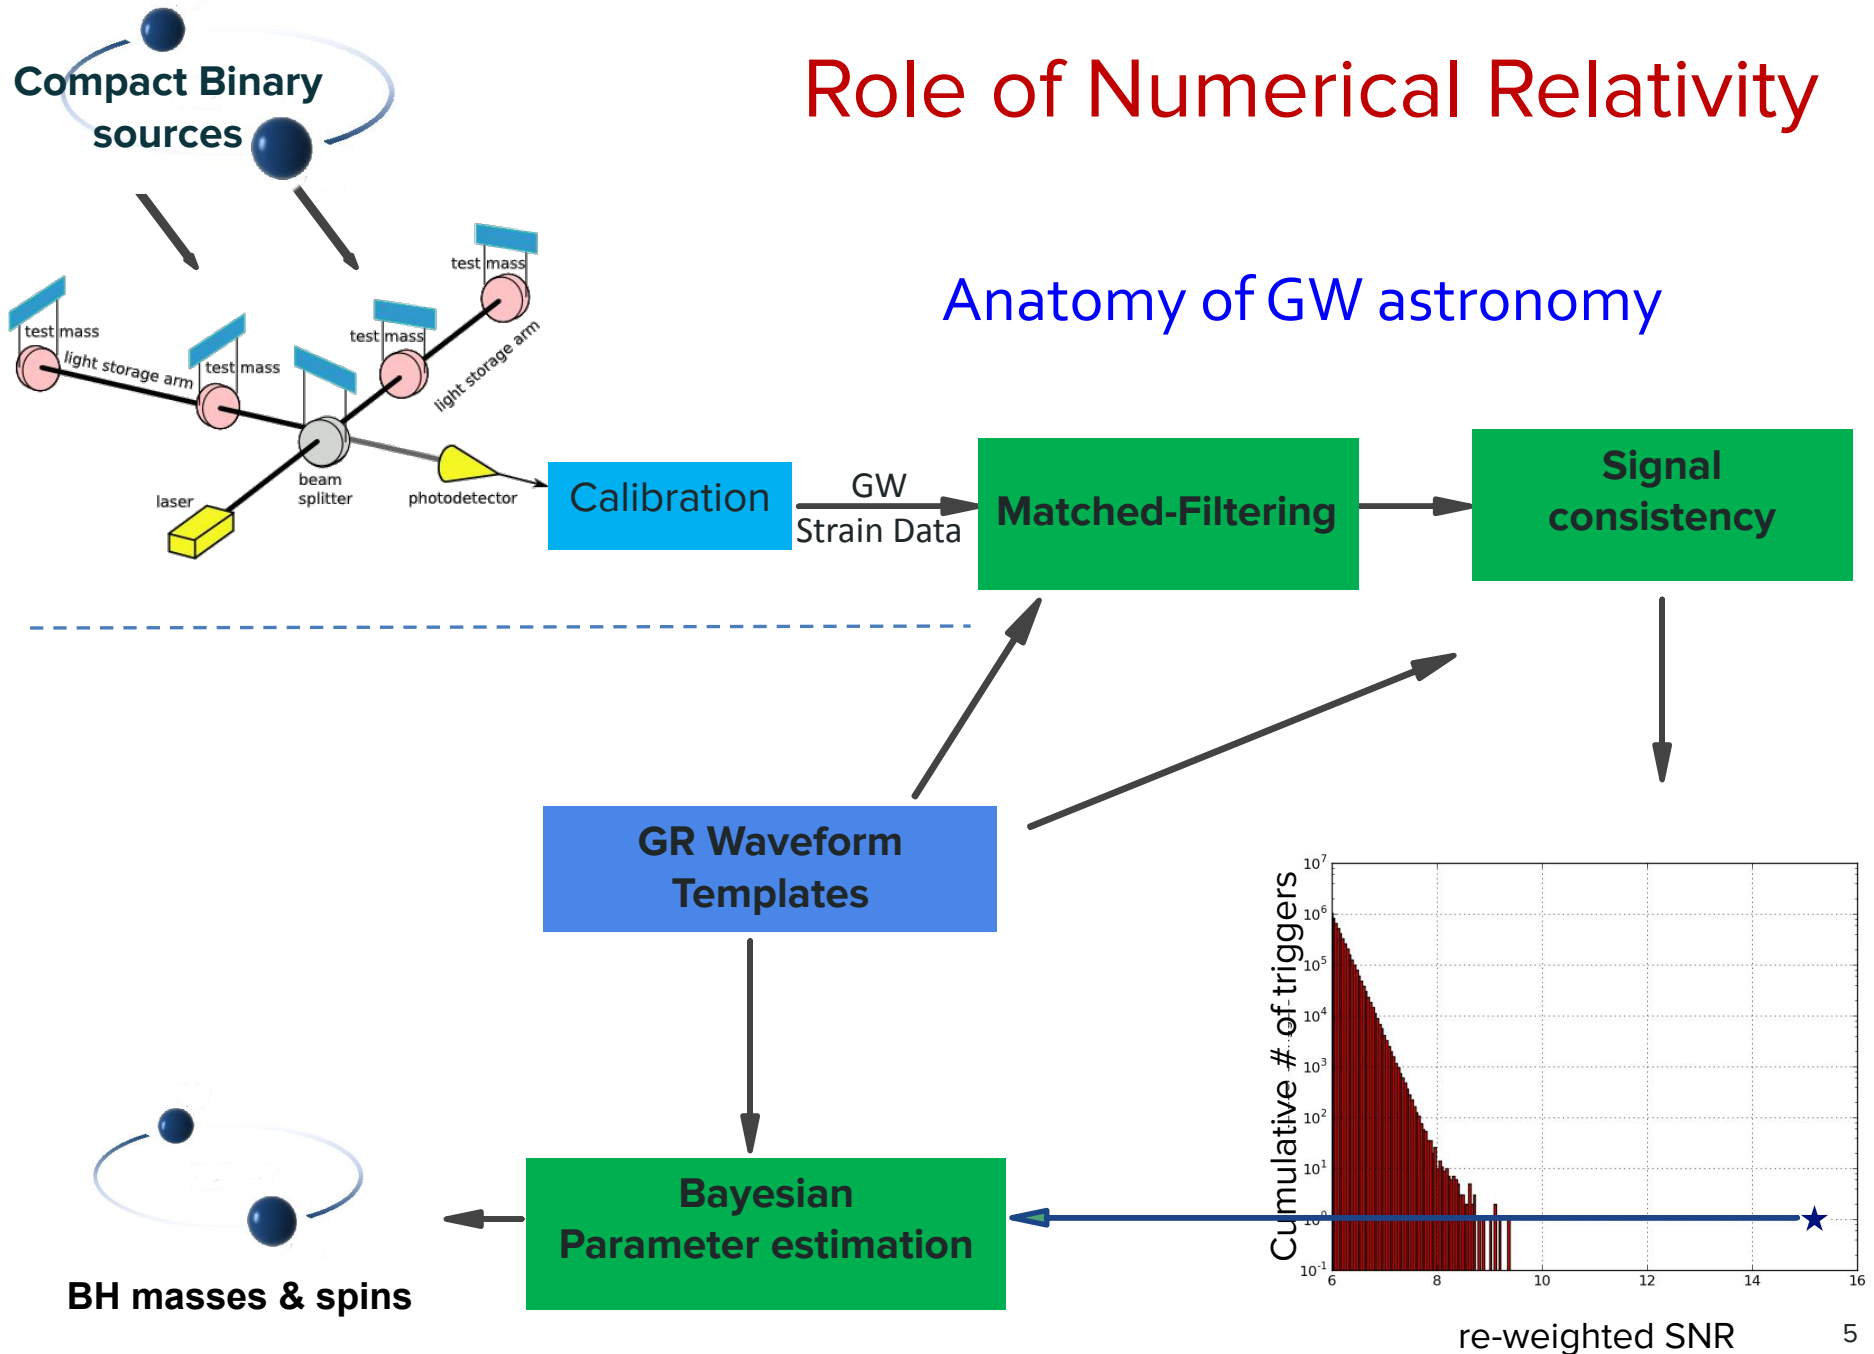 Compact Binary
sources
Role of Numerical Relativity
Anatomy of GW astronomy
test mass
test mass
light storage arm
test mass
test mass
light storage arm
laser
beam
splitter
photodetector
Calibration
GW
Strain Data
Matched-Filtering
Signal
consistency
GR Waveform
Templates
Bayesian
Parameter estimation
BH masses & spins
Cumulative # of triggers
10^7
10^6
10^5
10^4
10^3
10^2
10^1
10^0
10^-1
6 8 10 12 14 16
re-weighted SNR
5